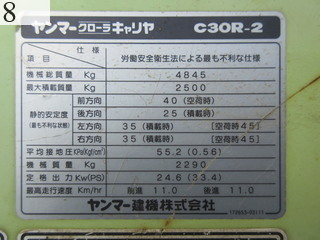 8
ヤンマークローラキャリヤ C30R-2
項目 仕様 労働安全衛生法による最も不利な仕様
機械総質量 Kg 4845
最大積載質量 Kg 2500
静的安定度 (最も不利な状態) 前方向 40 (空荷時)
後方向 25 (積載時)
左方向 35 (積載時) [空荷時45]
右方向 35 (積載時) [空荷時45]
平均接地圧 KPa(Kg/cm²) 55.2 (0.56)
機械質量 Kg 2290
定格出力 Kw(PS) 24.6 (33.4)
最高走行速度 Km/hr 前進 11.0 後進 11.0
ヤンマー建機株式会社